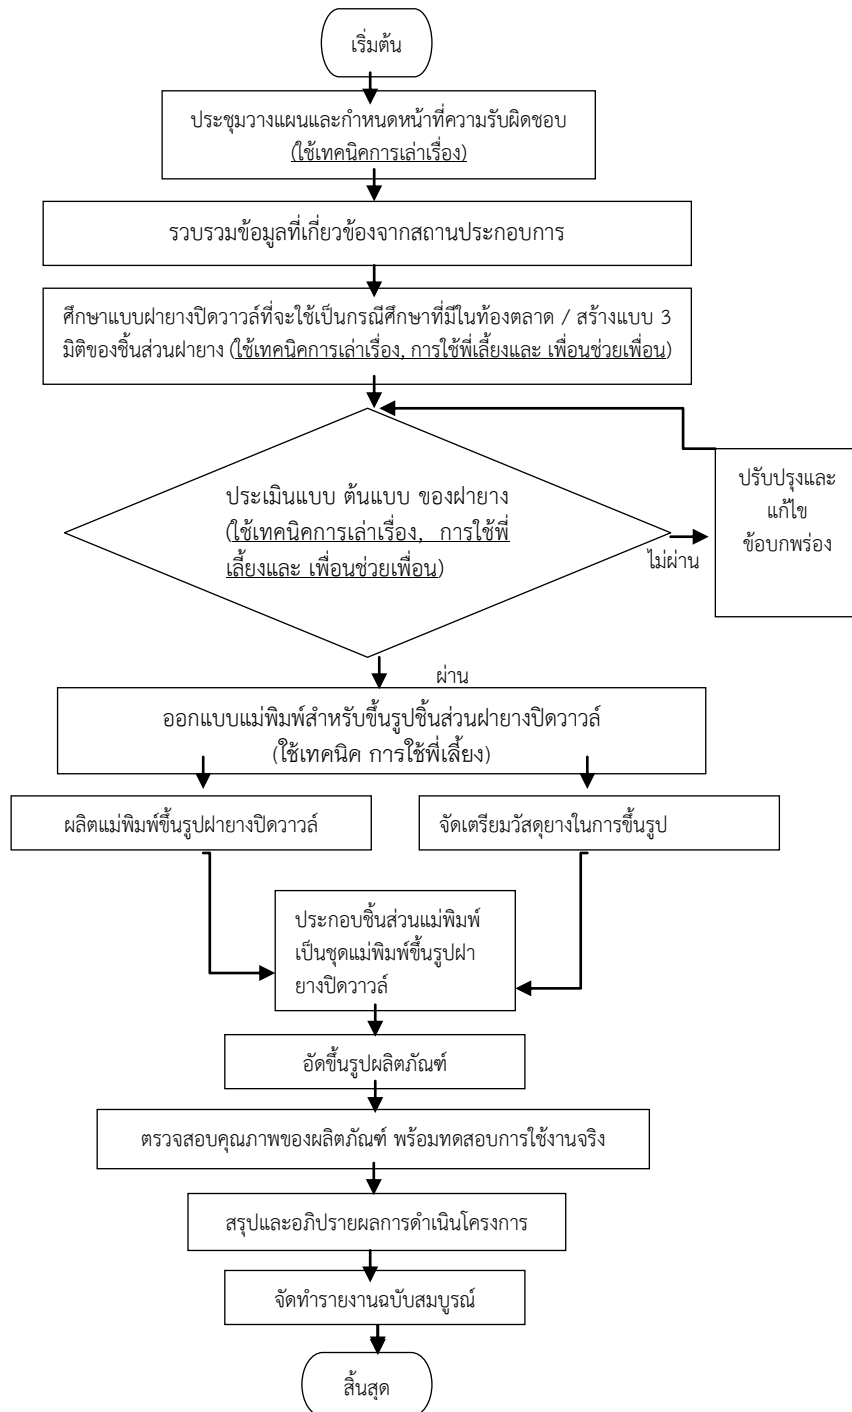 เริ่มต้น
ประชุมวางแผนและกำหนดหน้าที่ความรับผิดชอบ
(ใช้เทคนิคการเล่าเรื่อง)
รวบรวมข้อมูลที่เกี่ยวข้องจากสถานประกอบการ
ศึกษาแบบฝายางปิดวาวล์ที่จะใช้เป็นกรณีศึกษาที่มีในท้องตลาด / สร้างแบบ 3
มิติของชิ้นส่วนฝายาง (ใช้เทคนิคการเล่าเรื่อง, การใช้พี่เลี้ยงและ เพื่อนช่วยเพื่อน)
ประเมินแบบ ต้นแบบ ของฝายาง
(ใช้เทคนิคการเล่าเรื่อง, การใช้พี่
เลี้ยงและ เพื่อนช่วยเพื่อน)
ไม่ผ่าน
ปรับปรุงและ
แก้ไข
ข้อบกพร่อง
ผ่าน
ออกแบบแม่พิมพ์สำหรับขึ้นรูปชิ้นส่วนฝายางปิดวาวล์
(ใช้เทคนิค การใช้พี่เลี้ยง)
ผลิตแม่พิมพ์ขึ้นรูปฝายางปิดวาวล์
จัดเตรียมวัสดุยางในการขึ้นรูป
ประกอบชิ้นส่วนแม่พิมพ์
เป็นชุดแม่พิมพ์ขึ้นรูปฝา
ยางปิดวาวล์
อัดขึ้นรูปผลิตภัณฑ์
ตรวจสอบคุณภาพของผลิตภัณฑ์ พร้อมทดสอบการใช้งานจริง
สรุปและอภิปรายผลการดำเนินโครงการ
จัดทำรายงานฉบับสมบูรณ์
สิ้นสุด